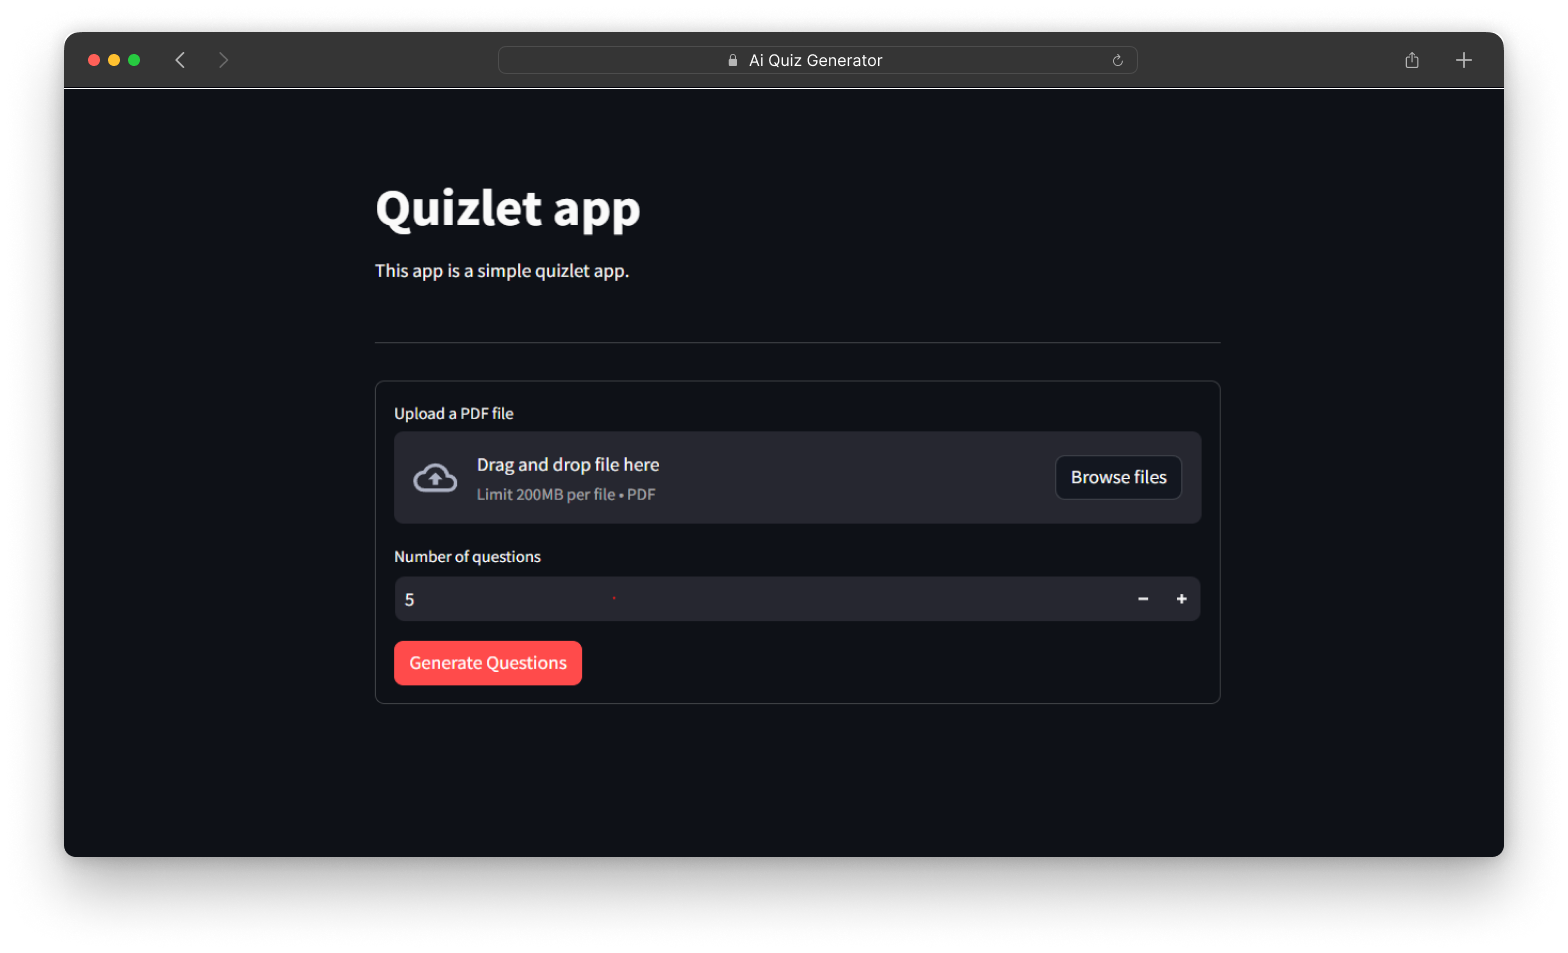 Ai Quiz Generator
Quizlet app
This app is a simple quizlet app.
Upload a PDF file
Drag and drop file here
Limit 200MB per file • PDF
Browse files
Number of questions
5
Generate Questions